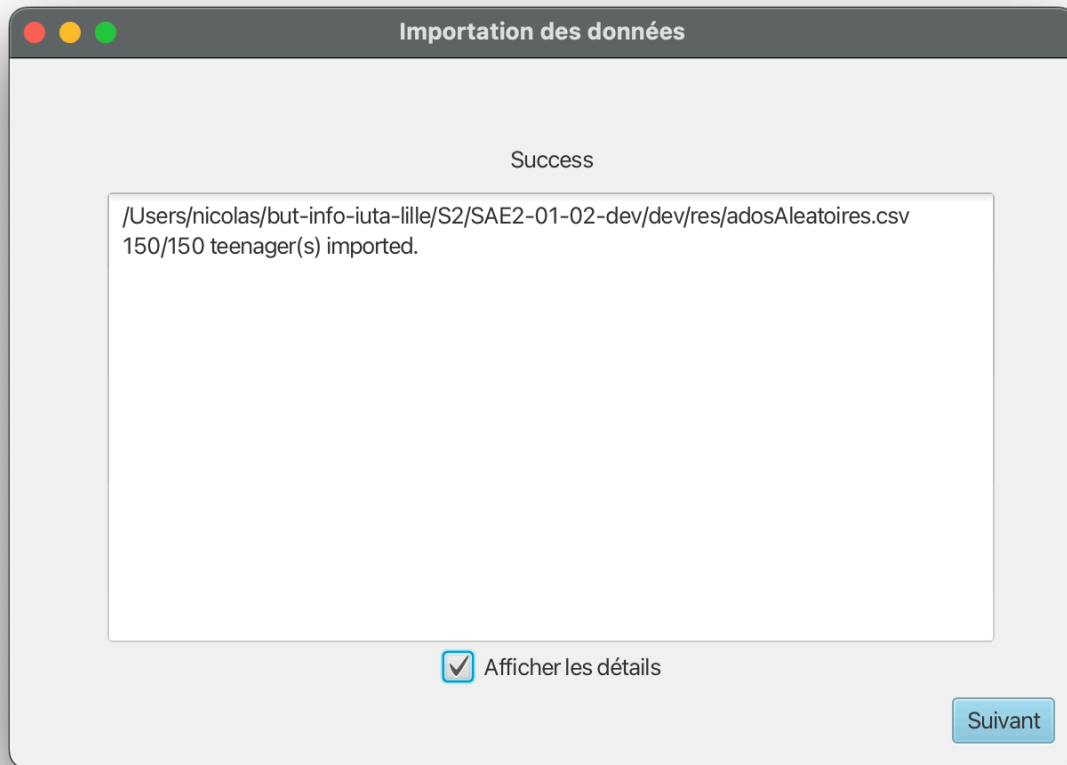 Importation des données
Success
/Users/nicolas/but-info-iuta-lille/S2/SAE2-01-02-dev/dev/res/adosAleatoires.csv
150/150 teenager(s) imported.
Afficher les détails
Suivant